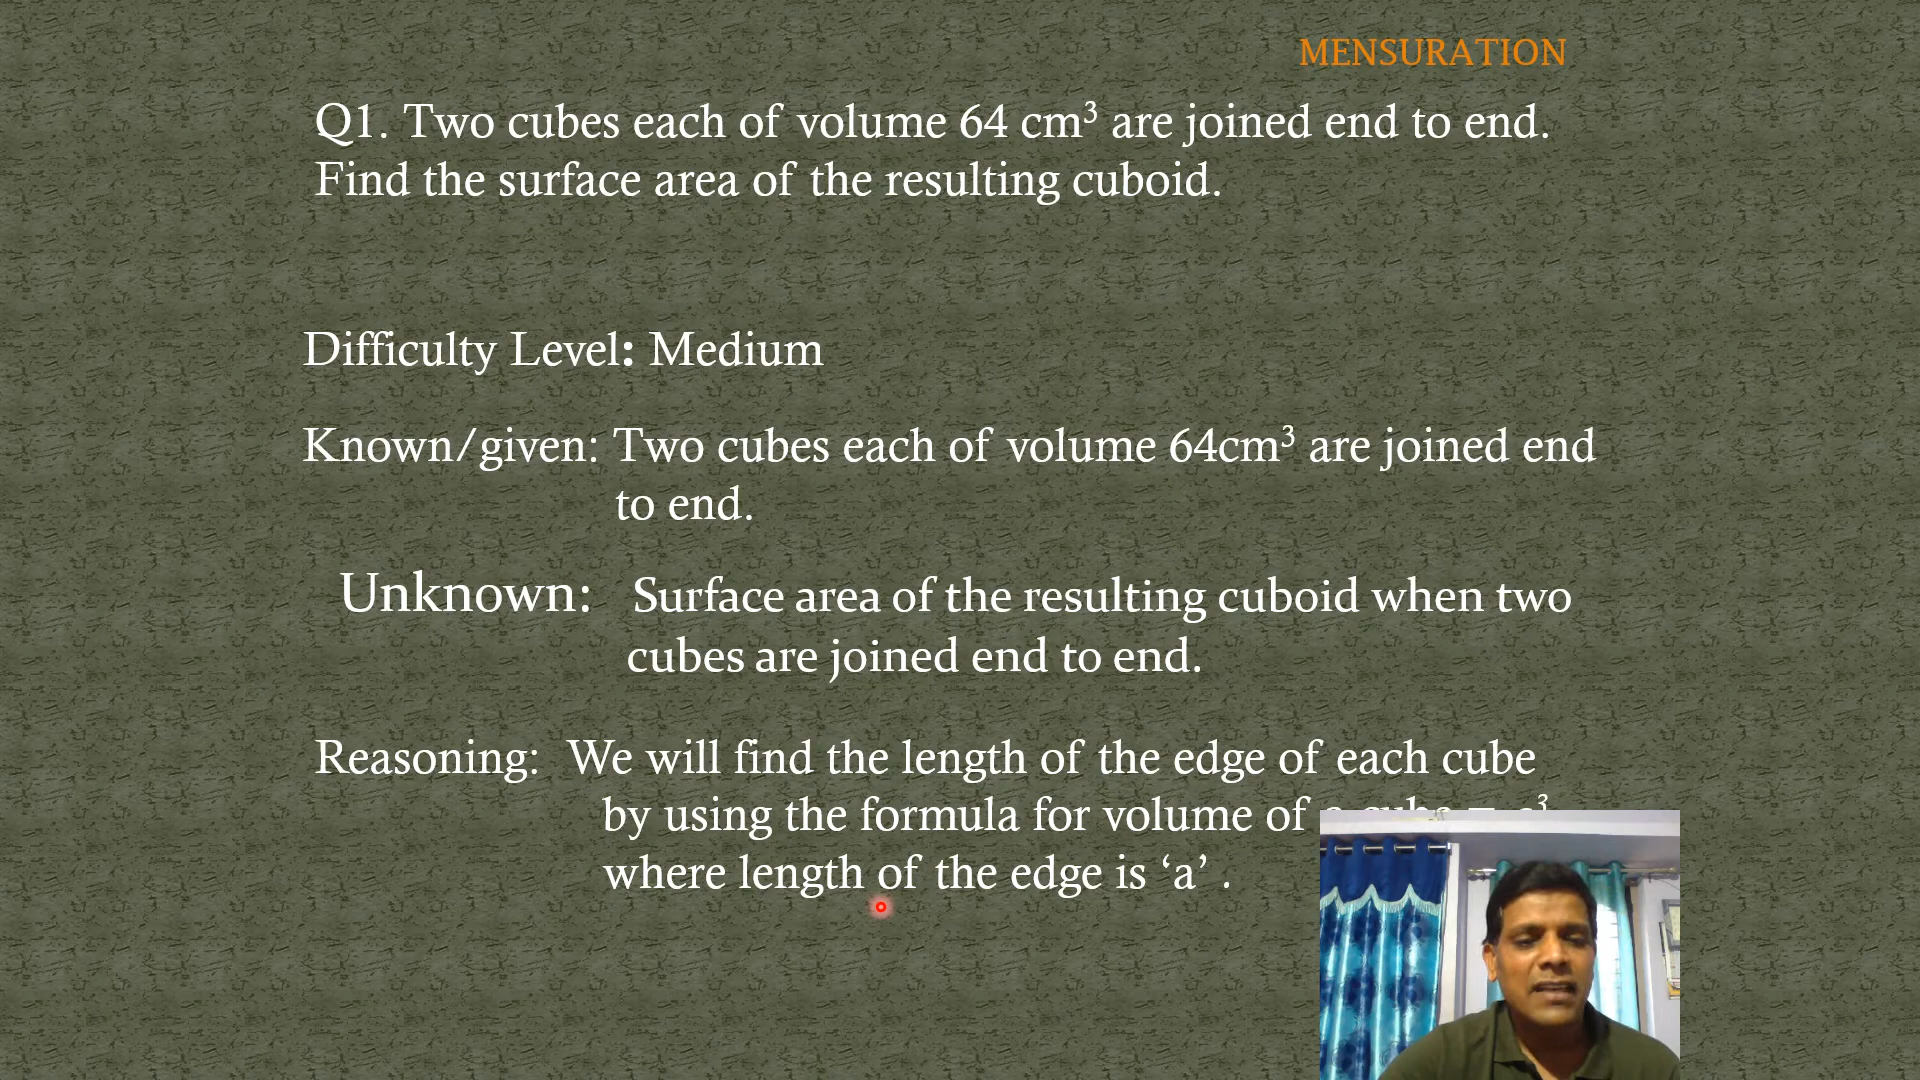 MENSURATION
Q1. Two cubes each of volume 64 cm³ are joined end to end.
Find the surface area of the resulting cuboid.
Difficulty Level: Medium
Known/given: Two cubes each of volume 64cm³ are joined end
to end.
Unknown: Surface area of the resulting cuboid when two
cubes are joined end to end.
Reasoning: We will find the length of the edge of each cube
by using the formula for volume of
where length of the edge is ‘a’ .